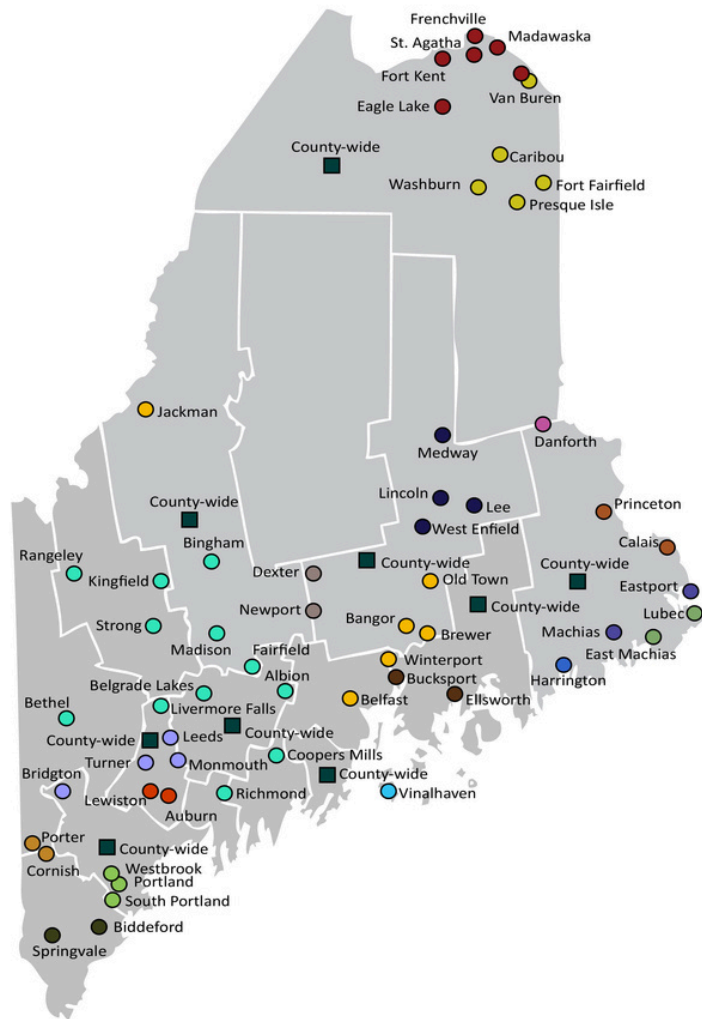 Frenchville
St. Agatha
Madawaska
Fort Kent
Van Buren
Eagle Lake
County-wide
Caribou
Washburn
Fort Fairfield
Presque Isle
Jackman
Danforth
Medway
Lincoln
Lee
Princeton
County-wide
West Enfield
Calais
Bingham
Rangeley
Kingfield
Dexter
County-wide
Old Town
County-wide
Eastport
Newport
County-wide
Lubec
Strong
Madison
Bangor
Brewer
Machias
East Machias
Fairfield
Winterport
Harrington
Albion
Bucksport
Belgrade Lakes
Belfast
Ellsworth
Livermore Falls
Bethel
County-wide
Leeds
County-wide
Turner
Monmouth
Coopers Mills
Bridgton
County-wide
Lewiston
Auburn
Richmond
Vinalhaven
Porter
County-wide
Cornish
Westbrook
Portland
South Portland
Biddeford
Springvale